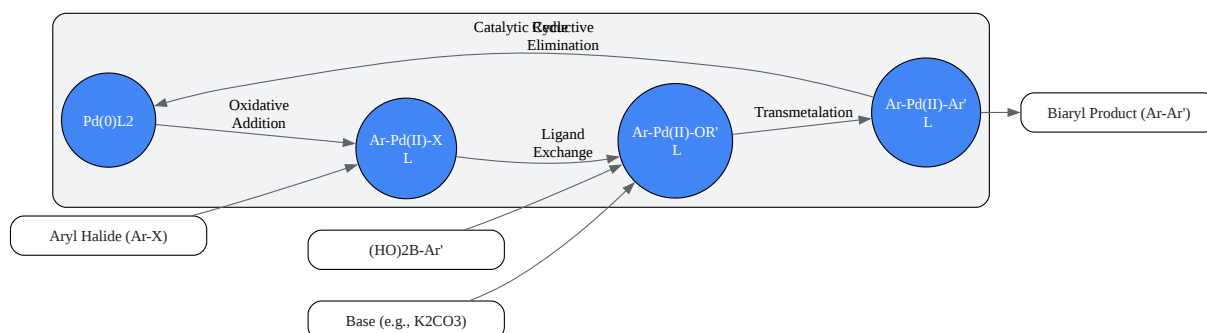 Catalytic Cycle
Reductive
Elimination
Pd(0)L2
Oxidative
Addition
Ar-Pd(II)-X
L
Ligand
Exchange
Ar-Pd(II)-OR'
L
Transmetalation
Ar-Pd(II)-Ar'
L
Biaryl Product (Ar-Ar')
Aryl Halide (Ar-X)
(HO)2B-Ar'
Base (e.g., K2CO3)